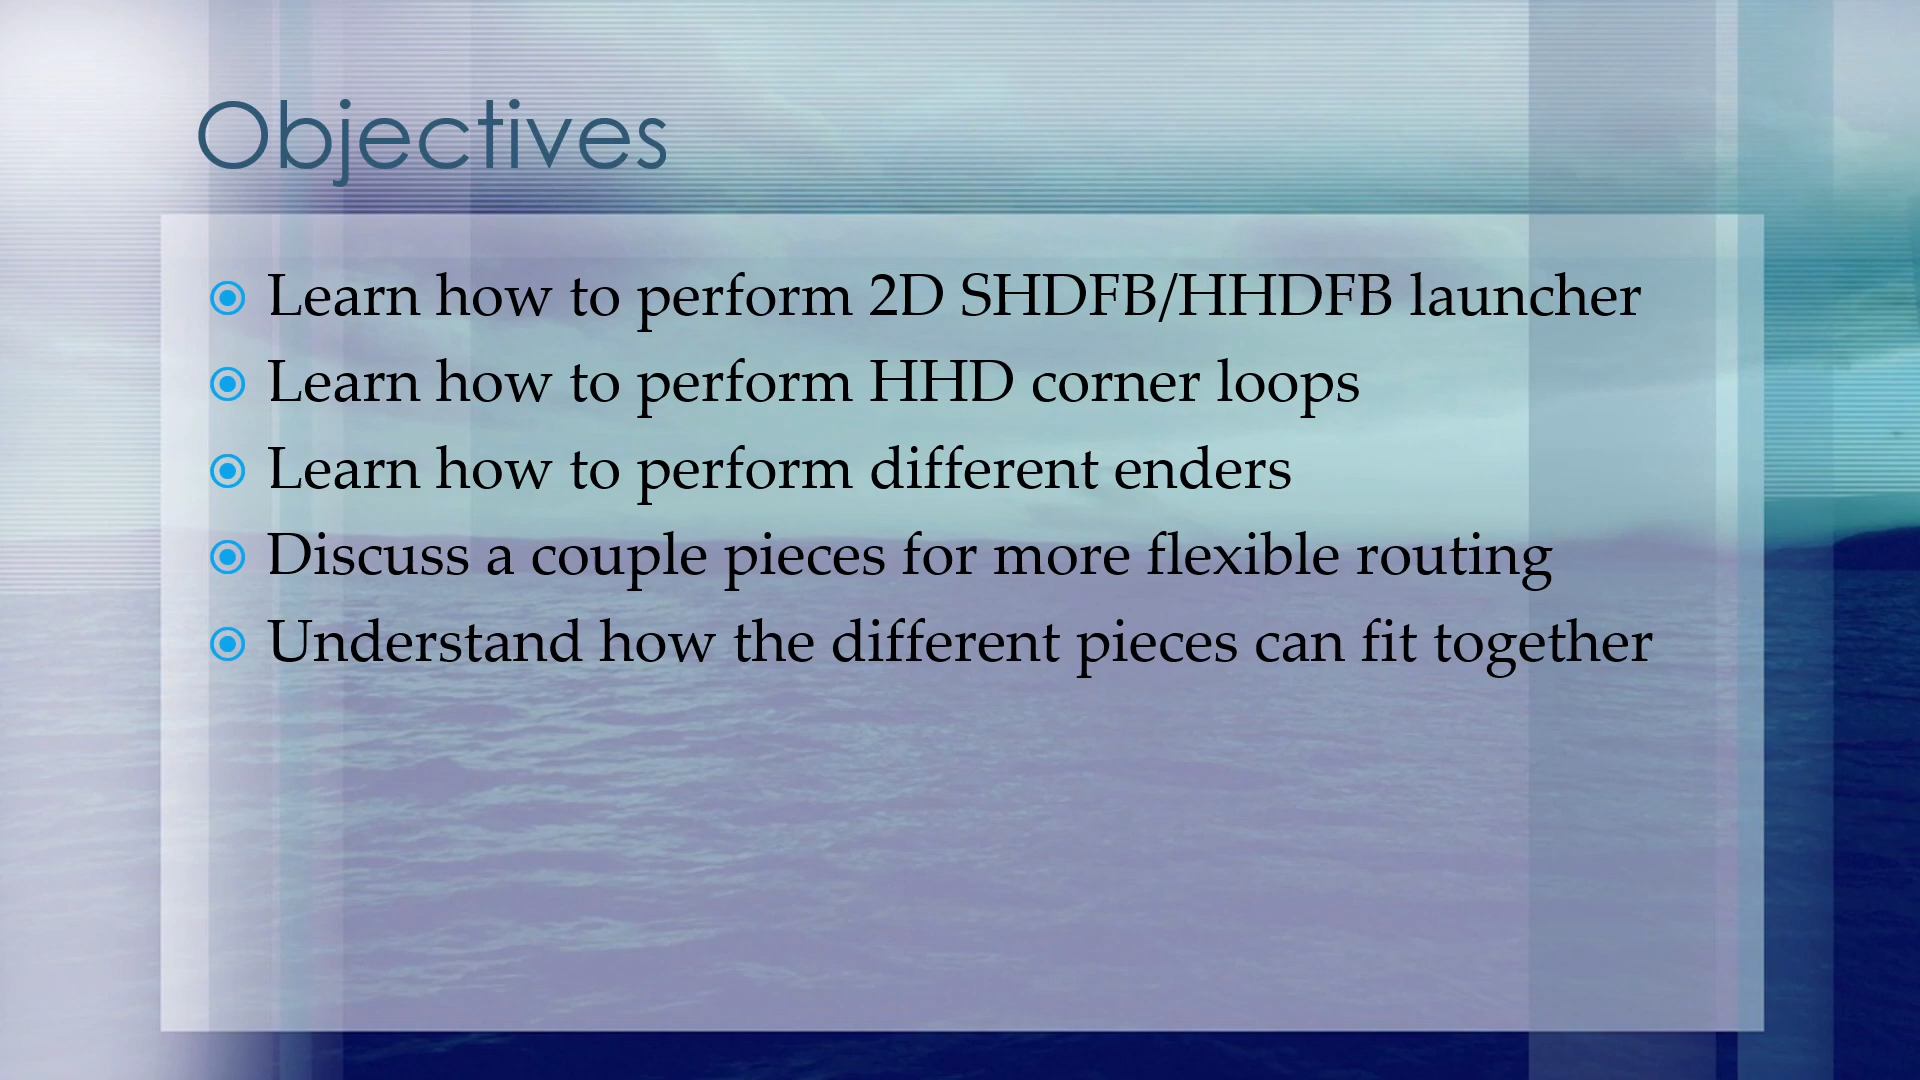 Objectives
Learn how to perform 2D SHDFB/HHDFB launcher
Learn how to perform HHD corner loops
Learn how to perform different enders
Discuss a couple pieces for more flexible routing
Understand how the different pieces can fit together